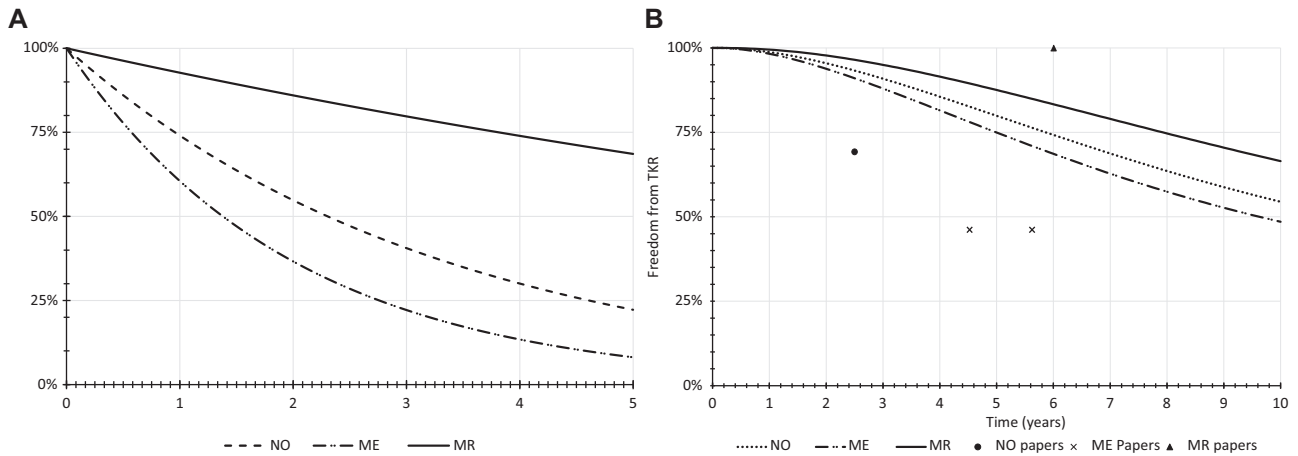 A
100%
75%
50%
25%
0%
0 1 2 3 4 5
NO ME MR
B
Freedom from TKR
100%
75%
50%
25%
0%
0 1 2 3 4 5 6 7 8 9 10
Time (years)
NO ME MR NO papers ME Papers MR papers